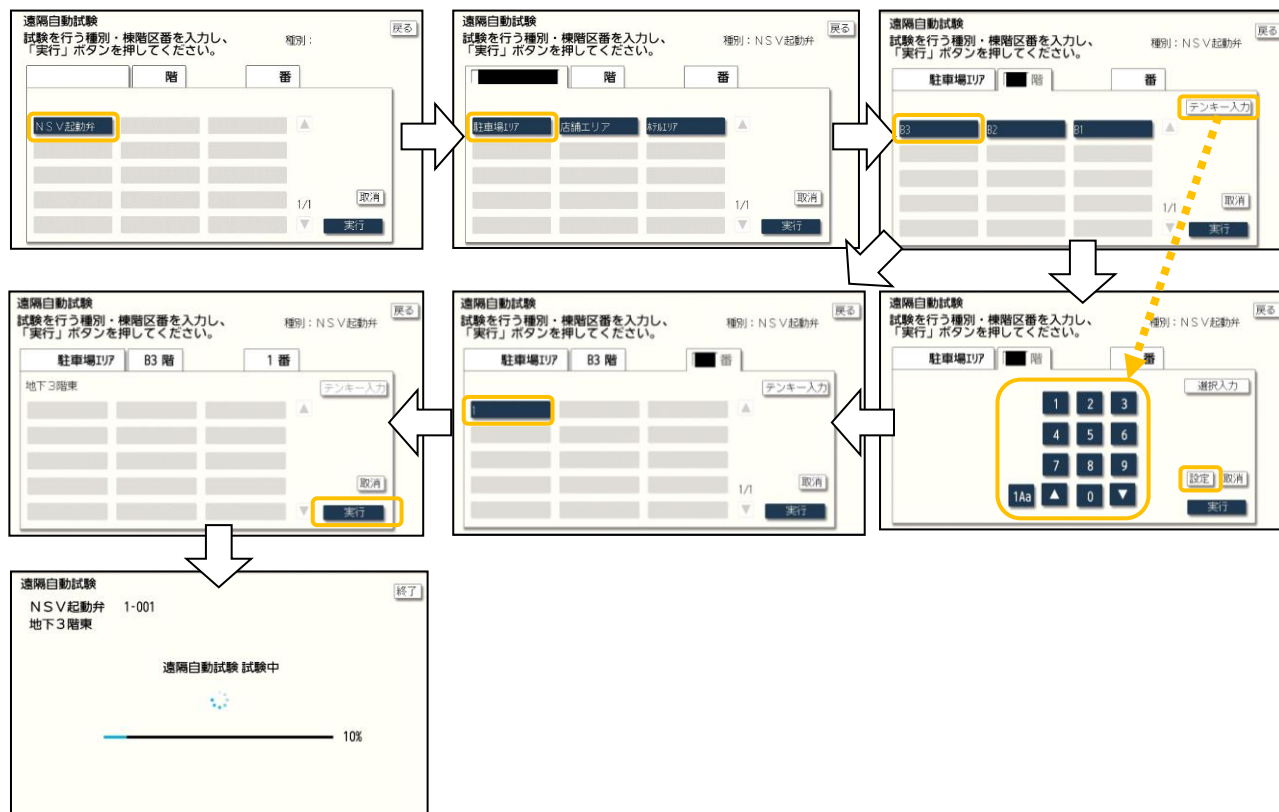 遠隔自動試験
戻る
試験を行う種別・棟階区番を入力し、
「実行」ボタンを押してください。
種別：
階
番
NSV起動弁
取消
1/1
実行
遠隔自動試験
戻る
試験を行う種別・棟階区番を入力し、
「実行」ボタンを押してください。
種別：NSV起動弁
階
番
駐車場エリア
店舗エリア
ホテルエリア
取消
1/1
実行
遠隔自動試験
戻る
試験を行う種別・棟階区番を入力し、
「実行」ボタンを押してください。
種別：NSV起動弁
駐車場エリア
階
番
テンキー入力
B3
B2
B1
取消
1/1
実行
遠隔自動試験
戻る
試験を行う種別・棟階区番を入力し、
「実行」ボタンを押してください。
種別：NSV起動弁
駐車場エリア
B3 階
1 番
地下3階東
テンキー入力
取消
実行
遠隔自動試験
戻る
試験を行う種別・棟階区番を入力し、
「実行」ボタンを押してください。
種別：NSV起動弁
駐車場エリア
B3 階
番
テンキー入力
1
取消
1/1
実行
遠隔自動試験
戻る
試験を行う種別・棟階区番を入力し、
「実行」ボタンを押してください。
種別：NSV起動弁
駐車場エリア
階
番
選択入力
1 2 3
4 5 6
7 8 9
設定 取消
1Aa ▲ 0 ▼
実行
遠隔自動試験
終了
NSV起動弁 1-001
地下3階東
遠隔自動試験 試験中
10%